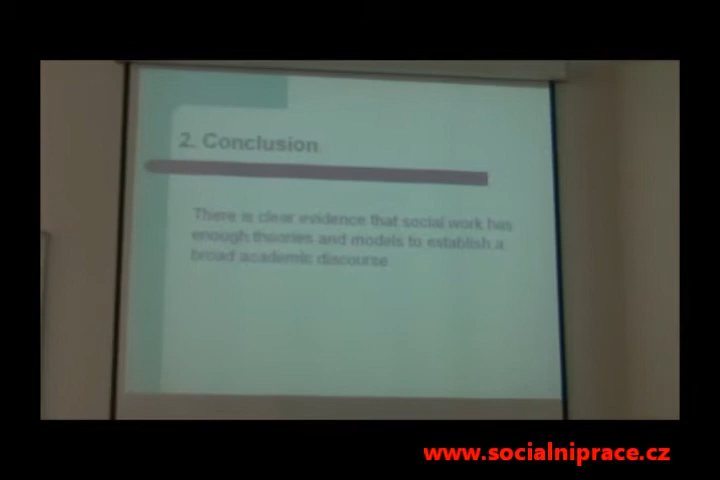 2. Conclusion
There is clear evidence that social work has
enough theories and models to establish a
broad academic discourse.
www.socialniprace.cz